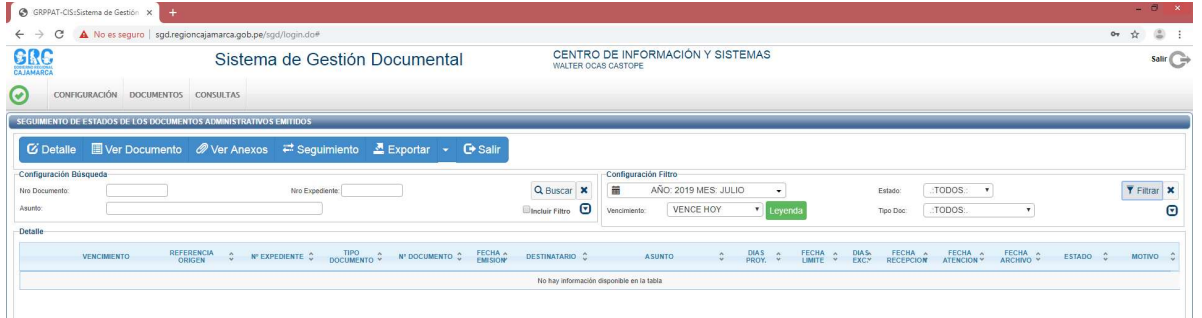 GRPPAT-CIS::Sistema de Gestión
No es seguro | sgd.regioncajamarca.gob.pe/sgd/login.do#
GRC
GOBIERNO REGIONAL
CAJAMARCA
Sistema de Gestión Documental
CENTRO DE INFORMACIÓN Y SISTEMAS
WALTER OCAS CASTOPE
Salir
CONFIGURACIÓN DOCUMENTOS CONSULTAS
SEGUIMIENTO DE ESTADOS DE LOS DOCUMENTOS ADMINISTRATIVOS EMITIDOS
Detalle Ver Documento Ver Anexos Seguimiento Exportar Salir
Configuración Búsqueda
Nro Documento: Nro Expediente: Buscar
Asunto: Incluir Filtro
Configuración Filtro
AÑO: 2019 MES: JULIO Estado: .:TODOS:. Filtrar
Vencimiento: VENCE HOY Leyenda Tipo Doc: .:TODOS:.
Detalle
VENCIMIENTO REFERENCIA ORIGEN Nº EXPEDIENTE TIPO DOCUMENTO Nº DOCUMENTO FECHA EMISION DESTINATARIO ASUNTO DIAS PROY. FECHA LIMITE DIAS EXC. FECHA RECEPCION FECHA ATENCION FECHA ARCHIVO ESTADO MOTIVO
No hay información disponible en la tabla